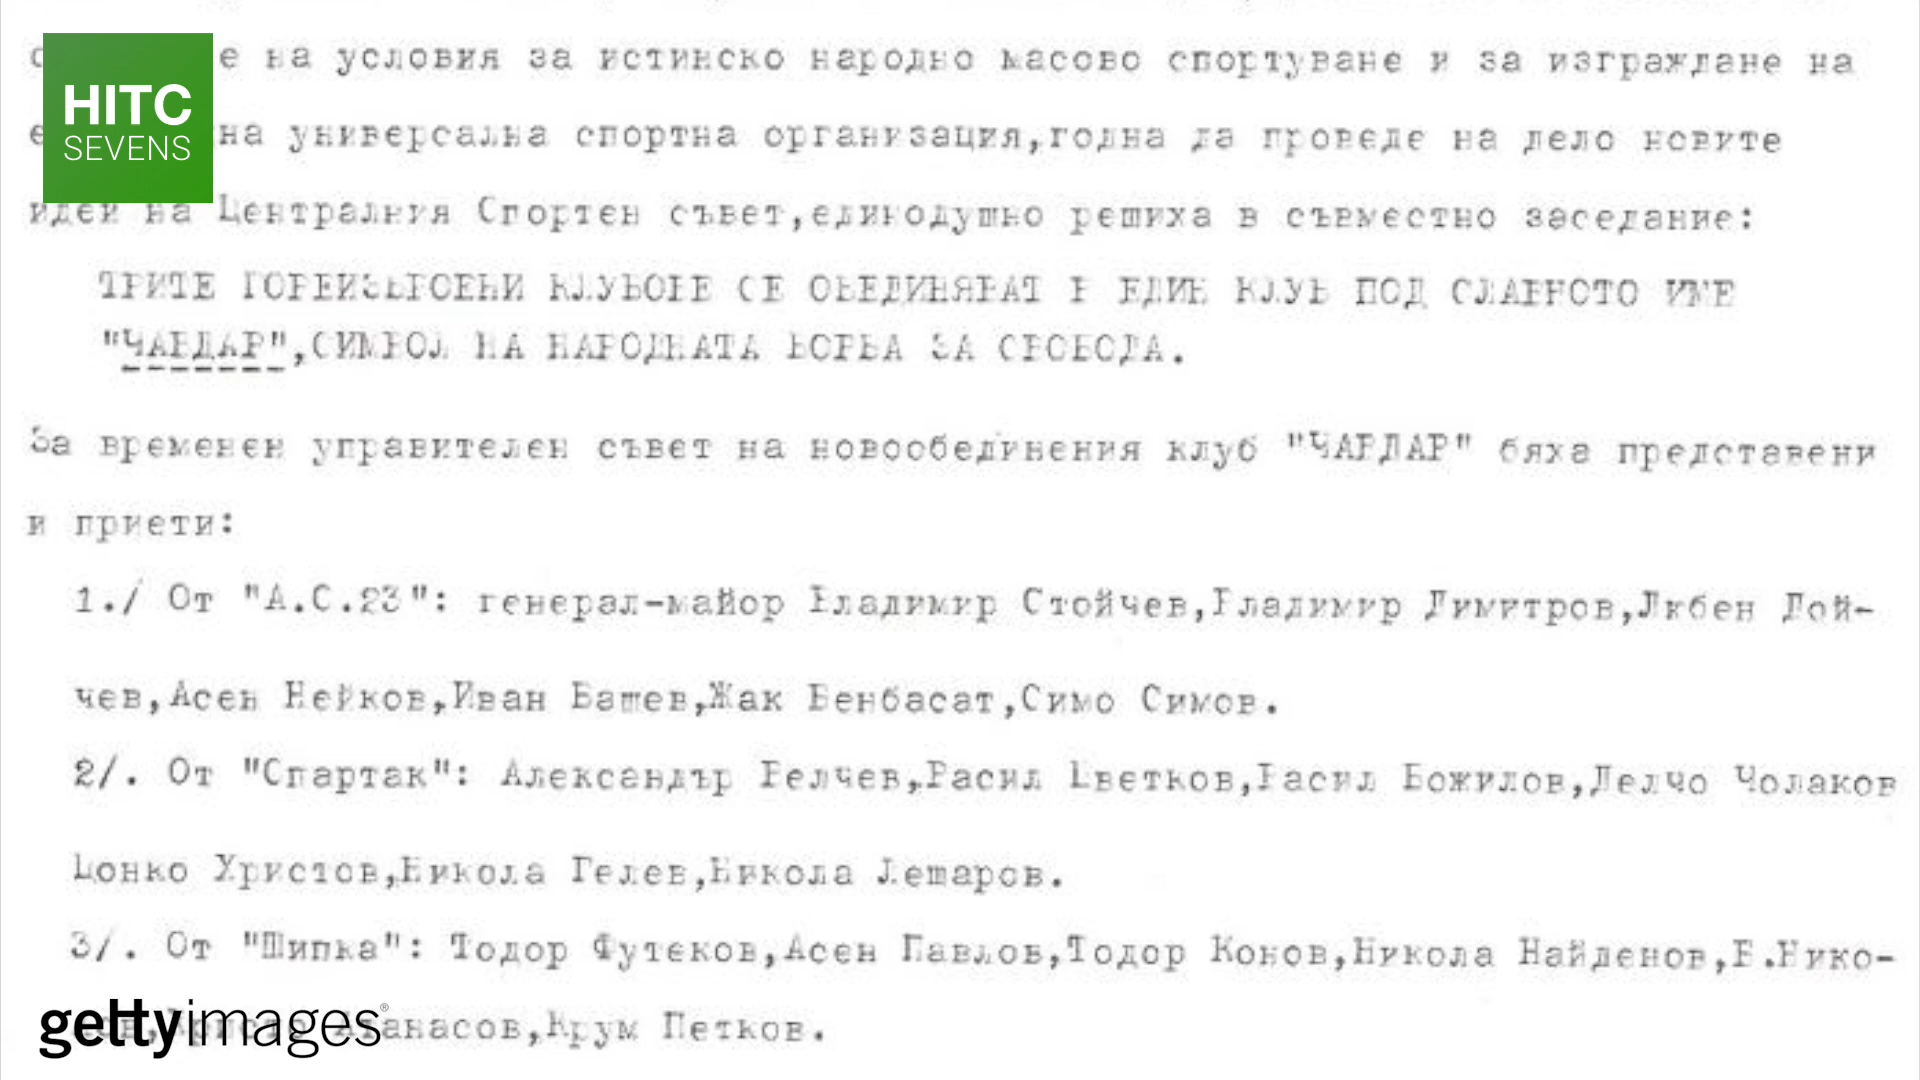 HITC
SEVENS
е на условия за истинско народно масово спортуване и за изграждане на
на универсална спортна организация,годна да проведе на дело новите
идеи на Централния Спортен съвет,единодушно решиха в съвместно заседание:
ТРИТЕ ГОРЕИЗБРОЕНИ КЛУБОВЕ СЕ ОБЕДИНЯВАТ В ЕДИН КЛУБ ПОД СЛАВНОТО ИМЕ
"ЧАВДАР",СИМВОЛ НА НАРОДНАТА БОРБА ЗА СВОБОДА.
За временен управителен съвет на новообединения клуб "ЧАВДАР" бяха представени
и приети:
1./ От "А.С.23": генерал-майор Владимир Стойчев,Владимир Димитров,Любен Дой-
чев,Асен Нейков,Иван Башев,Жак Бенбасат,Симо Симов.
2/. От "Спартак": Александър Велчев,Васил Цветков,Васил Божилов,Делчо Чолаков
Цонко Христов,Никола Гелев,Никола Лешаров.
3/. От "Шипка": Тодор Футеков,Асен Павлов,Тодор Конов,Никола Найденов,Б.Нико-
лов,Христо Атанасов,Крум Петков.
gettyimages®